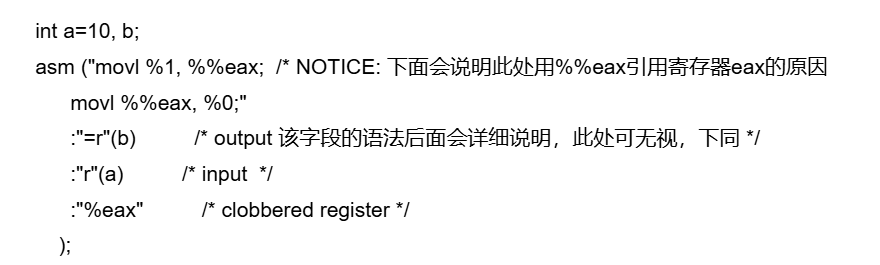 int a=10, b;
asm ("movl %1, %%eax;  /* NOTICE: 下面会说明此处用%%eax引用寄存器eax的原因
movl %%eax, %0;"
:"=r"(b)          /* output 该字段的语法后面会详细说明，此处可无视，下同 */
:"r"(a)          /* input  */
:"%eax"          /* clobbered register */
);